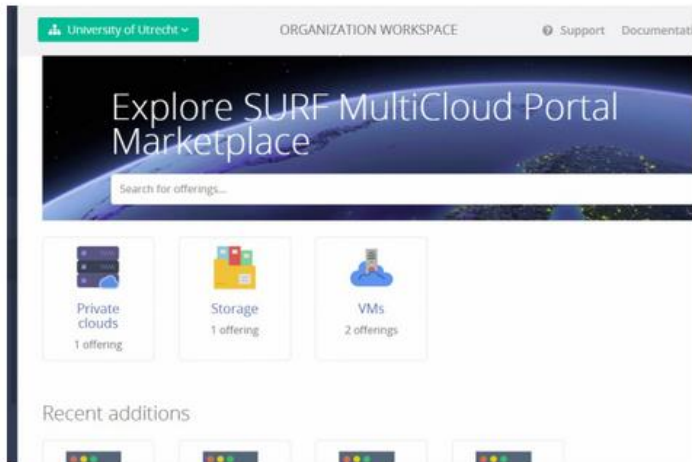 University of Utrecht
ORGANIZATION WORKSPACE
Support
Documentati
Explore SURF MultiCloud Portal
Marketplace
Search for offerings...
Private
clouds
1 offering
Storage
1 offering
VMs
2 offerings
Recent additions